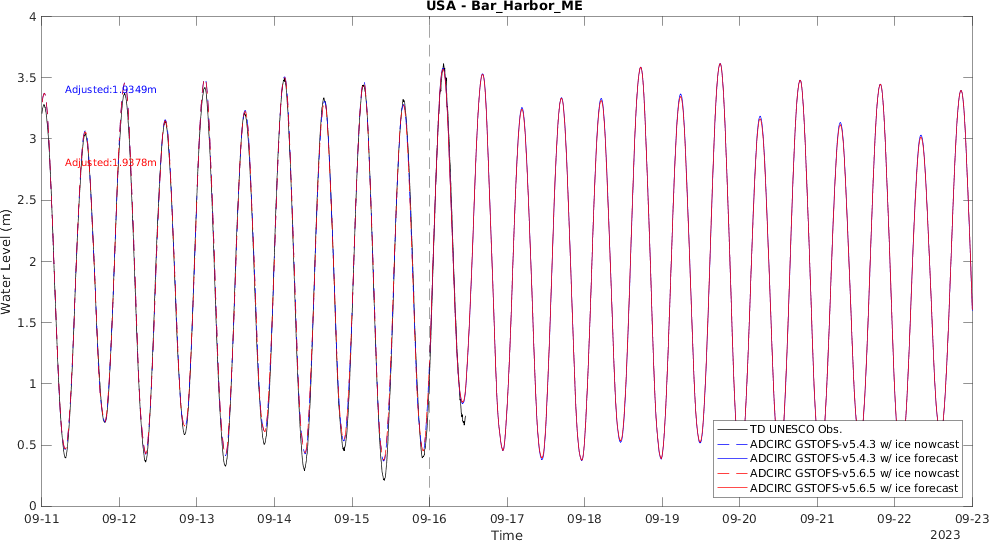 USA - Bar_Harbor_ME
4
3.5
3
2.5
2
1.5
1
0.5
0
Water Level (m)
Adjusted:1.9349m
Adjusted:1.9378m
TD UNESCO Obs.
ADCIRC GSTOFS-v5.4.3 w/ ice nowcast
ADCIRC GSTOFS-v5.4.3 w/ ice forecast
ADCIRC GSTOFS-v5.6.5 w/ ice nowcast
ADCIRC GSTOFS-v5.6.5 w/ ice forecast
09-11 09-12 09-13 09-14 09-15 09-16 09-17 09-18 09-19 09-20 09-21 09-22 09-23
Time
2023